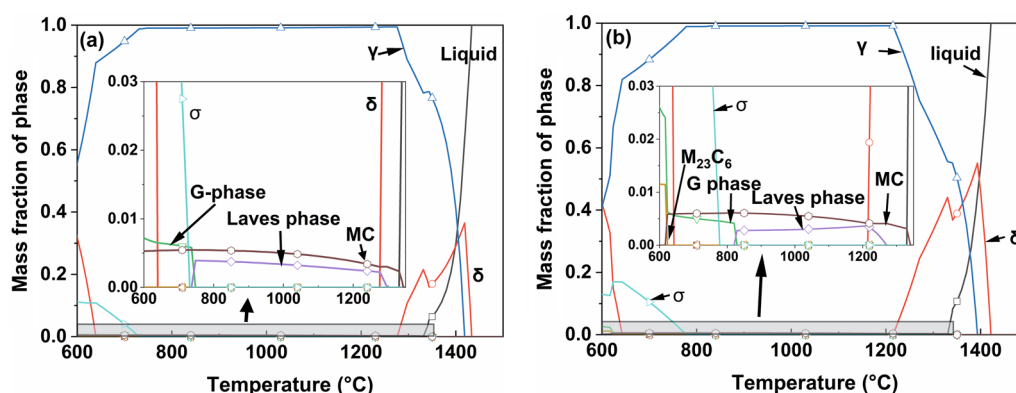 (a)
Mass fraction of phase
1.0
0.8
0.6
0.4
0.2
0.0
600
800
1000
1200
1400
Temperature (°C)
γ
Liquid
δ
0.03
0.02
0.01
0.00
600
800
1000
1200
σ
δ
G-phase
Laves phase
MC
σ
(b)
Mass fraction of phase
1.0
0.8
0.6
0.4
0.2
0.0
600
800
1000
1200
1400
Temperature (°C)
γ
liquid
δ
0.03
0.02
0.01
0.00
600
800
1000
1200
σ
M23C6
G phase
Laves phase
MC
σ